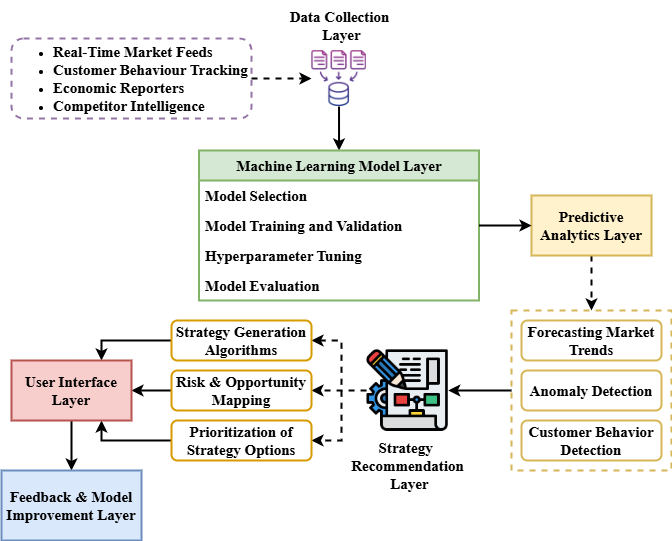 Data Collection
Layer
• Real-Time Market Feeds
• Customer Behaviour Tracking
• Economic Reporters
• Competitor Intelligence
Machine Learning Model Layer
Model Selection
Model Training and Validation
Hyperparameter Tuning
Model Evaluation
Predictive
Analytics Layer
Forecasting Market
Trends
Anomaly Detection
Customer Behavior
Detection
Strategy
Recommendation
Layer
Strategy Generation
Algorithms
Risk & Opportunity
Mapping
Prioritization of
Strategy Options
User Interface
Layer
Feedback & Model
Improvement Layer